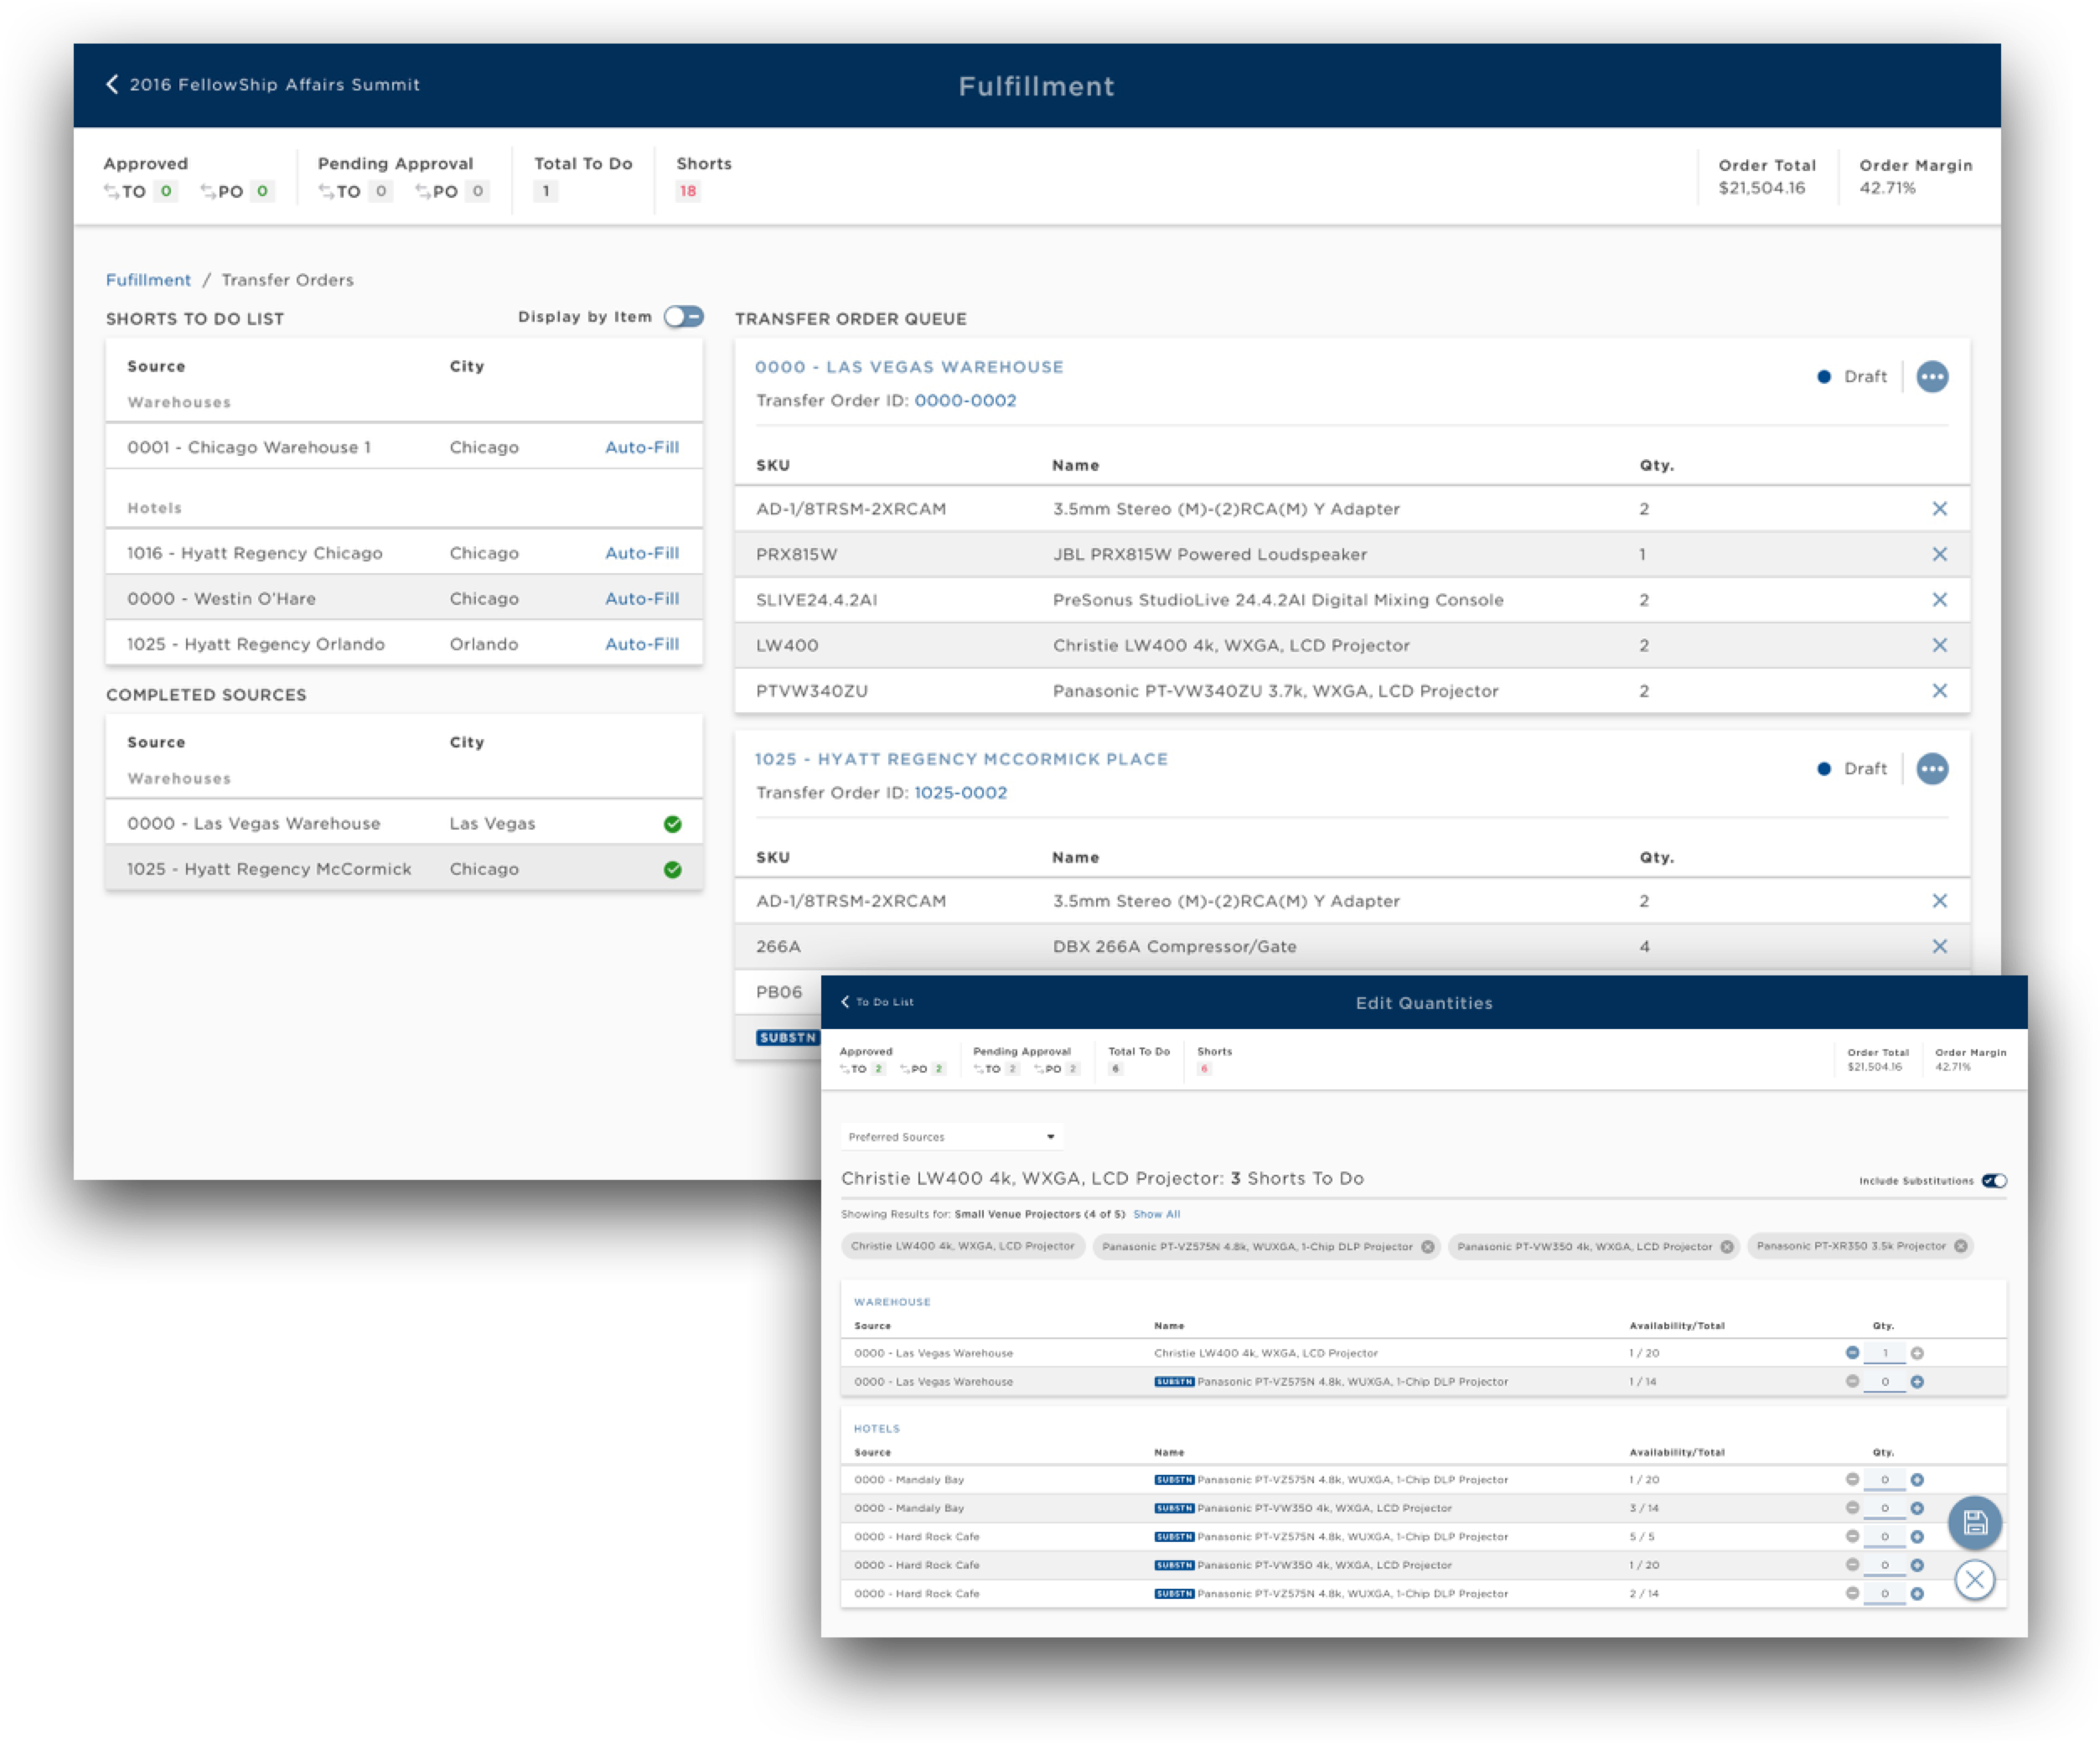 2016 FellowShip Affairs Summit
Fulfillment
Approved
TO 0 PO 0
Pending Approval
TO 0 PO 0
Total To Do
1
Shorts
18
Order Total
$21,504.16
Order Margin
42.71%
Fufillment / Transfer Orders
SHORTS TO DO LIST
Display by Item
Source City
Warehouses
0001 - Chicago Warehouse 1 Chicago Auto-Fill
Hotels
1016 - Hyatt Regency Chicago Chicago Auto-Fill
0000 - Westin O'Hare Chicago Auto-Fill
1025 - Hyatt Regency Orlando Orlando Auto-Fill
COMPLETED SOURCES
Source City
Warehouses
0000 - Las Vegas Warehouse Las Vegas
1025 - Hyatt Regency McCormick Chicago
TRANSFER ORDER QUEUE
0000 - LAS VEGAS WAREHOUSE
Draft
Transfer Order ID: 0000-0002
SKU Name Qty.
AD-1/8TRSM-2XRCAM 3.5mm Stereo (M)-(2)RCA(M) Y Adapter 2
PRX815W JBL PRX815W Powered Loudspeaker 1
SLIVE24.4.2AI PreSonus StudioLive 24.4.2AI Digital Mixing Console 2
LW400 Christie LW400 4k, WXGA, LCD Projector 2
PTVW340ZU Panasonic PT-VW340ZU 3.7k, WXGA, LCD Projector 2
1025 - HYATT REGENCY MCCORMICK PLACE
Draft
Transfer Order ID: 1025-0002
SKU Name Qty.
AD-1/8TRSM-2XRCAM 3.5mm Stereo (M)-(2)RCA(M) Y Adapter 2
266A DBX 266A Compressor/Gate 4
PB06
SUBSTN
To Do List
Edit Quantities
Approved
TO 2 PO 2
Pending Approval
TO 2 PO 2
Total To Do
6
Shorts
6
Order Total
$21,504.16
Order Margin
42.71%
Preferred Sources
Christie LW400 4k, WXGA, LCD Projector: 3 Shorts To Do
Include Substitutions
Showing Results for: Small Venue Projectors (4 of 5) Show All
Christie LW400 4k, WXGA, LCD Projector
Panasonic PT-VZ575N 4.8k, WUXGA, 1-Chip DLP Projector
Panasonic PT-VW350 4k, WXGA, LCD Projector
Panasonic PT-XR350 3.5k Projector
WAREHOUSE
Source Name Availability/Total Qty.
0000 - Las Vegas Warehouse Christie LW400 4k, WXGA, LCD Projector 1 / 20 1
0000 - Las Vegas Warehouse SUBSTN Panasonic PT-VZ575N 4.8k, WUXGA, 1-Chip DLP Projector 1 / 14 0
HOTELS
Source Name Availability/Total Qty.
0000 - Mandaly Bay SUBSTN Panasonic PT-VZ575N 4.8k, WUXGA, 1-Chip DLP Projector 1 / 20 0
0000 - Mandaly Bay SUBSTN Panasonic PT-VW350 4k, WXGA, LCD Projector 3 / 14 0
0000 - Hard Rock Cafe SUBSTN Panasonic PT-VZ575N 4.8k, WUXGA, 1-Chip DLP Projector 5 / 5 0
0000 - Hard Rock Cafe SUBSTN Panasonic PT-VW350 4k, WXGA, LCD Projector 1 / 20 0
0000 - Hard Rock Cafe SUBSTN Panasonic PT-VZ575N 4.8k, WUXGA, 1-Chip DLP Projector 2 / 14 0